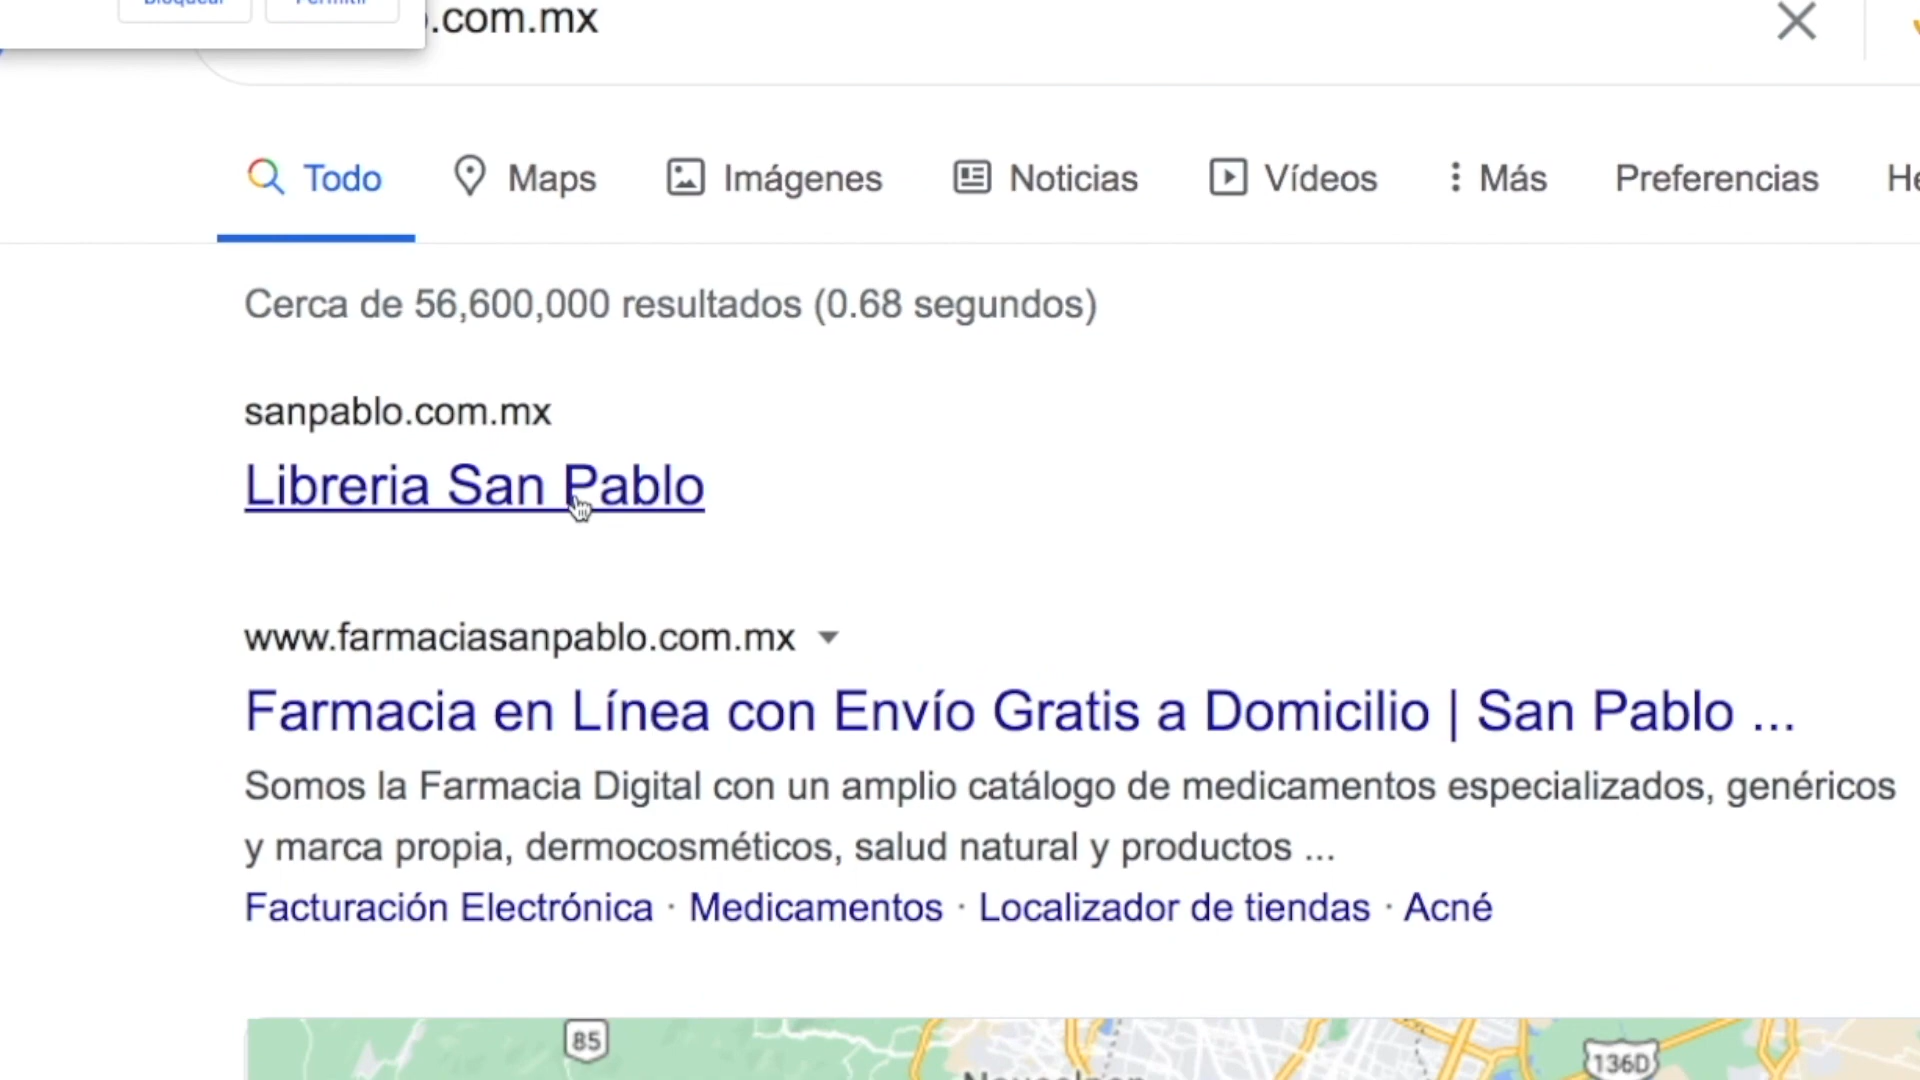 Bloquear Permitir
.com.mx
Todo Maps Imágenes Noticias Vídeos Más Preferencias
Cerca de 56,600,000 resultados (0.68 segundos)
sanpablo.com.mx
Libreria San Pablo
www.farmaciasanpablo.com.mx
Farmacia en Línea con Envío Gratis a Domicilio | San Pablo ...
Somos la Farmacia Digital con un amplio catálogo de medicamentos especializados, genéricos
y marca propia, dermocosméticos, salud natural y productos ...
Facturación Electrónica · Medicamentos · Localizador de tiendas · Acné
85
136D